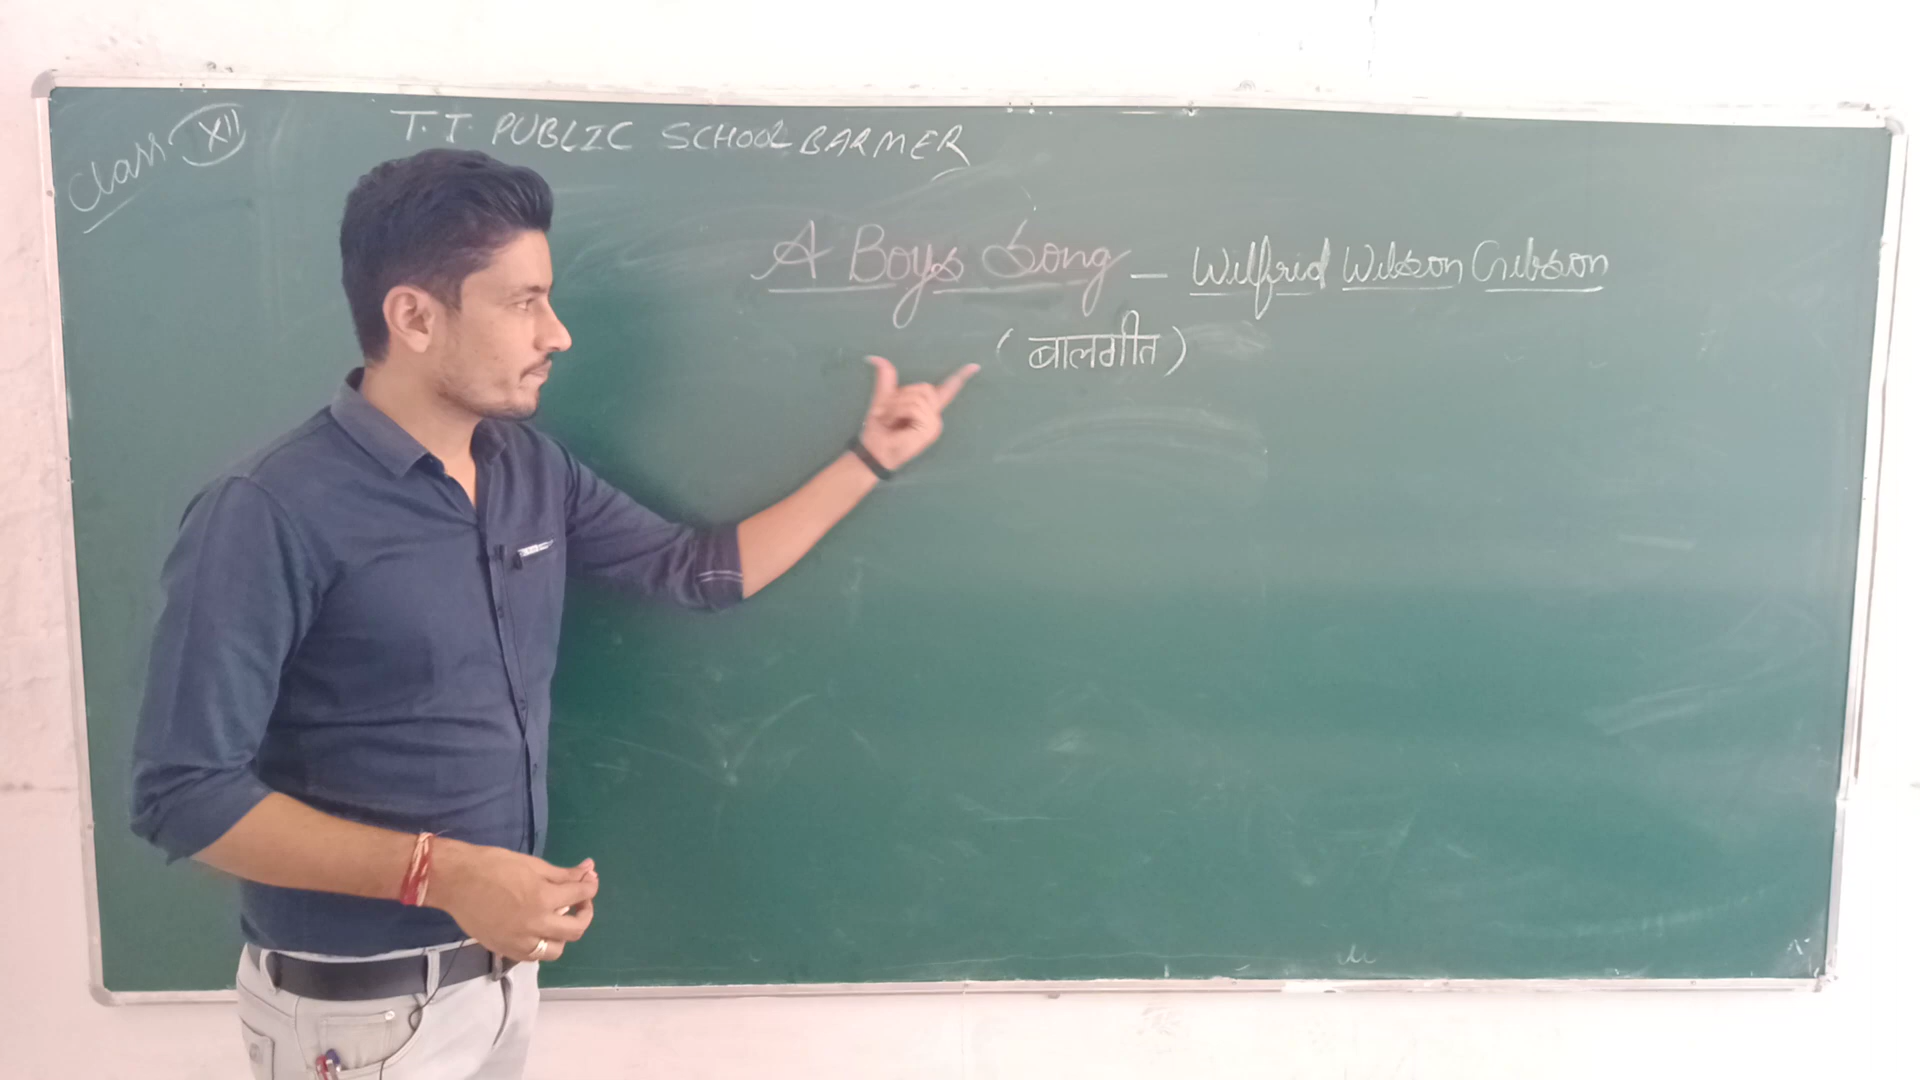 Class XII
T.T. PUBLIC SCHOOL BARMER
A Boys Song - Wilfrid Wilson Gibson
(बालगीत)